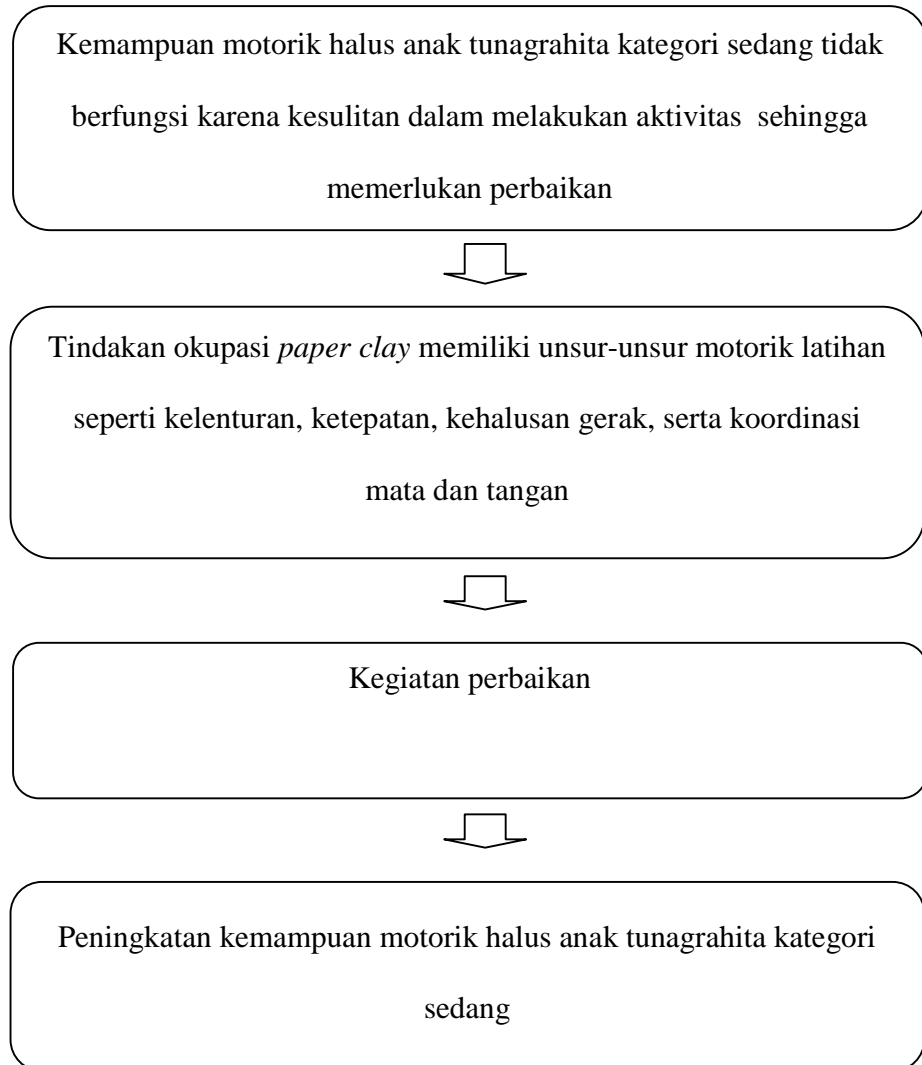 Kemampuan motorik halus anak tunagrahita kategori sedang tidak
berfungsi karena kesulitan dalam melakukan aktivitas  sehingga
memerlukan perbaikan
Tindakan okupasi paper clay memiliki unsur-unsur motorik latihan
seperti kelenturan, ketepatan, kehalusan gerak, serta koordinasi
mata dan tangan
Kegiatan perbaikan
Peningkatan kemampuan motorik halus anak tunagrahita kategori
sedang